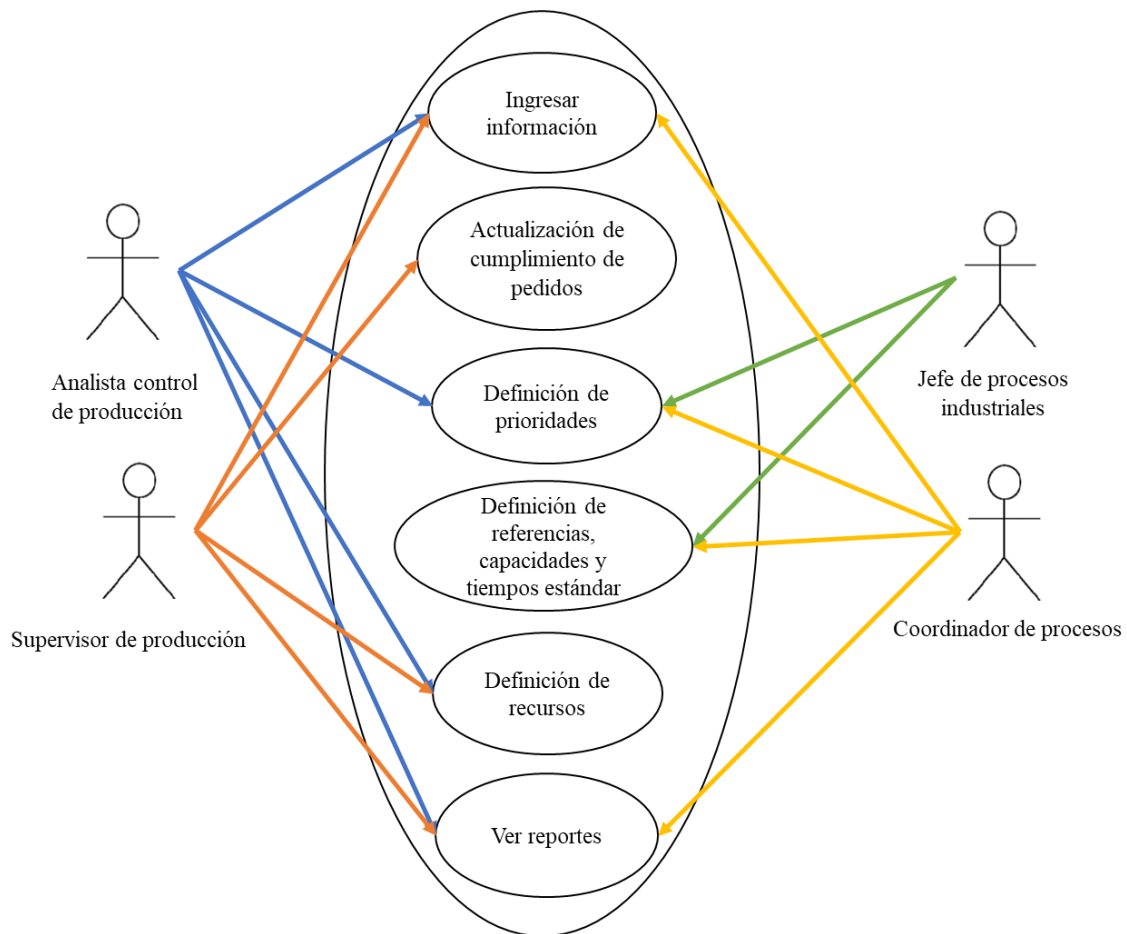 Ingresar
información
Actualización de
cumplimiento de
pedidos
Definición de
prioridades
Definición de
referencias,
capacidades y
tiempos estándar
Definición de
recursos
Ver reportes
Analista control
de producción
Supervisor de producción
Jefe de procesos
industriales
Coordinador de procesos